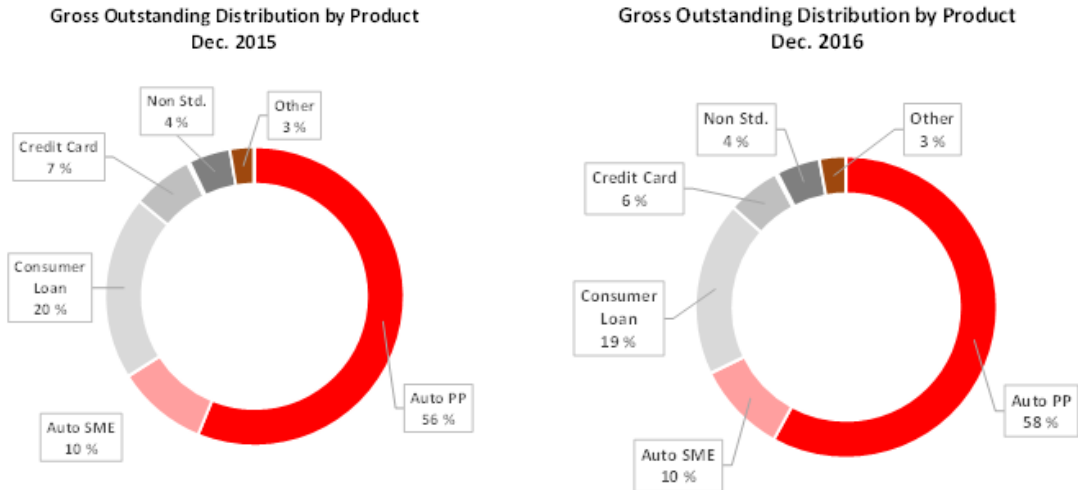 Gross Outstanding Distribution by Product
Dec. 2015
Non Std.
4 %
Other
3 %
Credit Card
7 %
Consumer
Loan
20 %
Auto PP
56 %
Auto SME
10 %
Gross Outstanding Distribution by Product
Dec. 2016
Non Std.
4 %
Other
3 %
Credit Card
6 %
Consumer
Loan
19 %
Auto PP
58 %
Auto SME
10 %